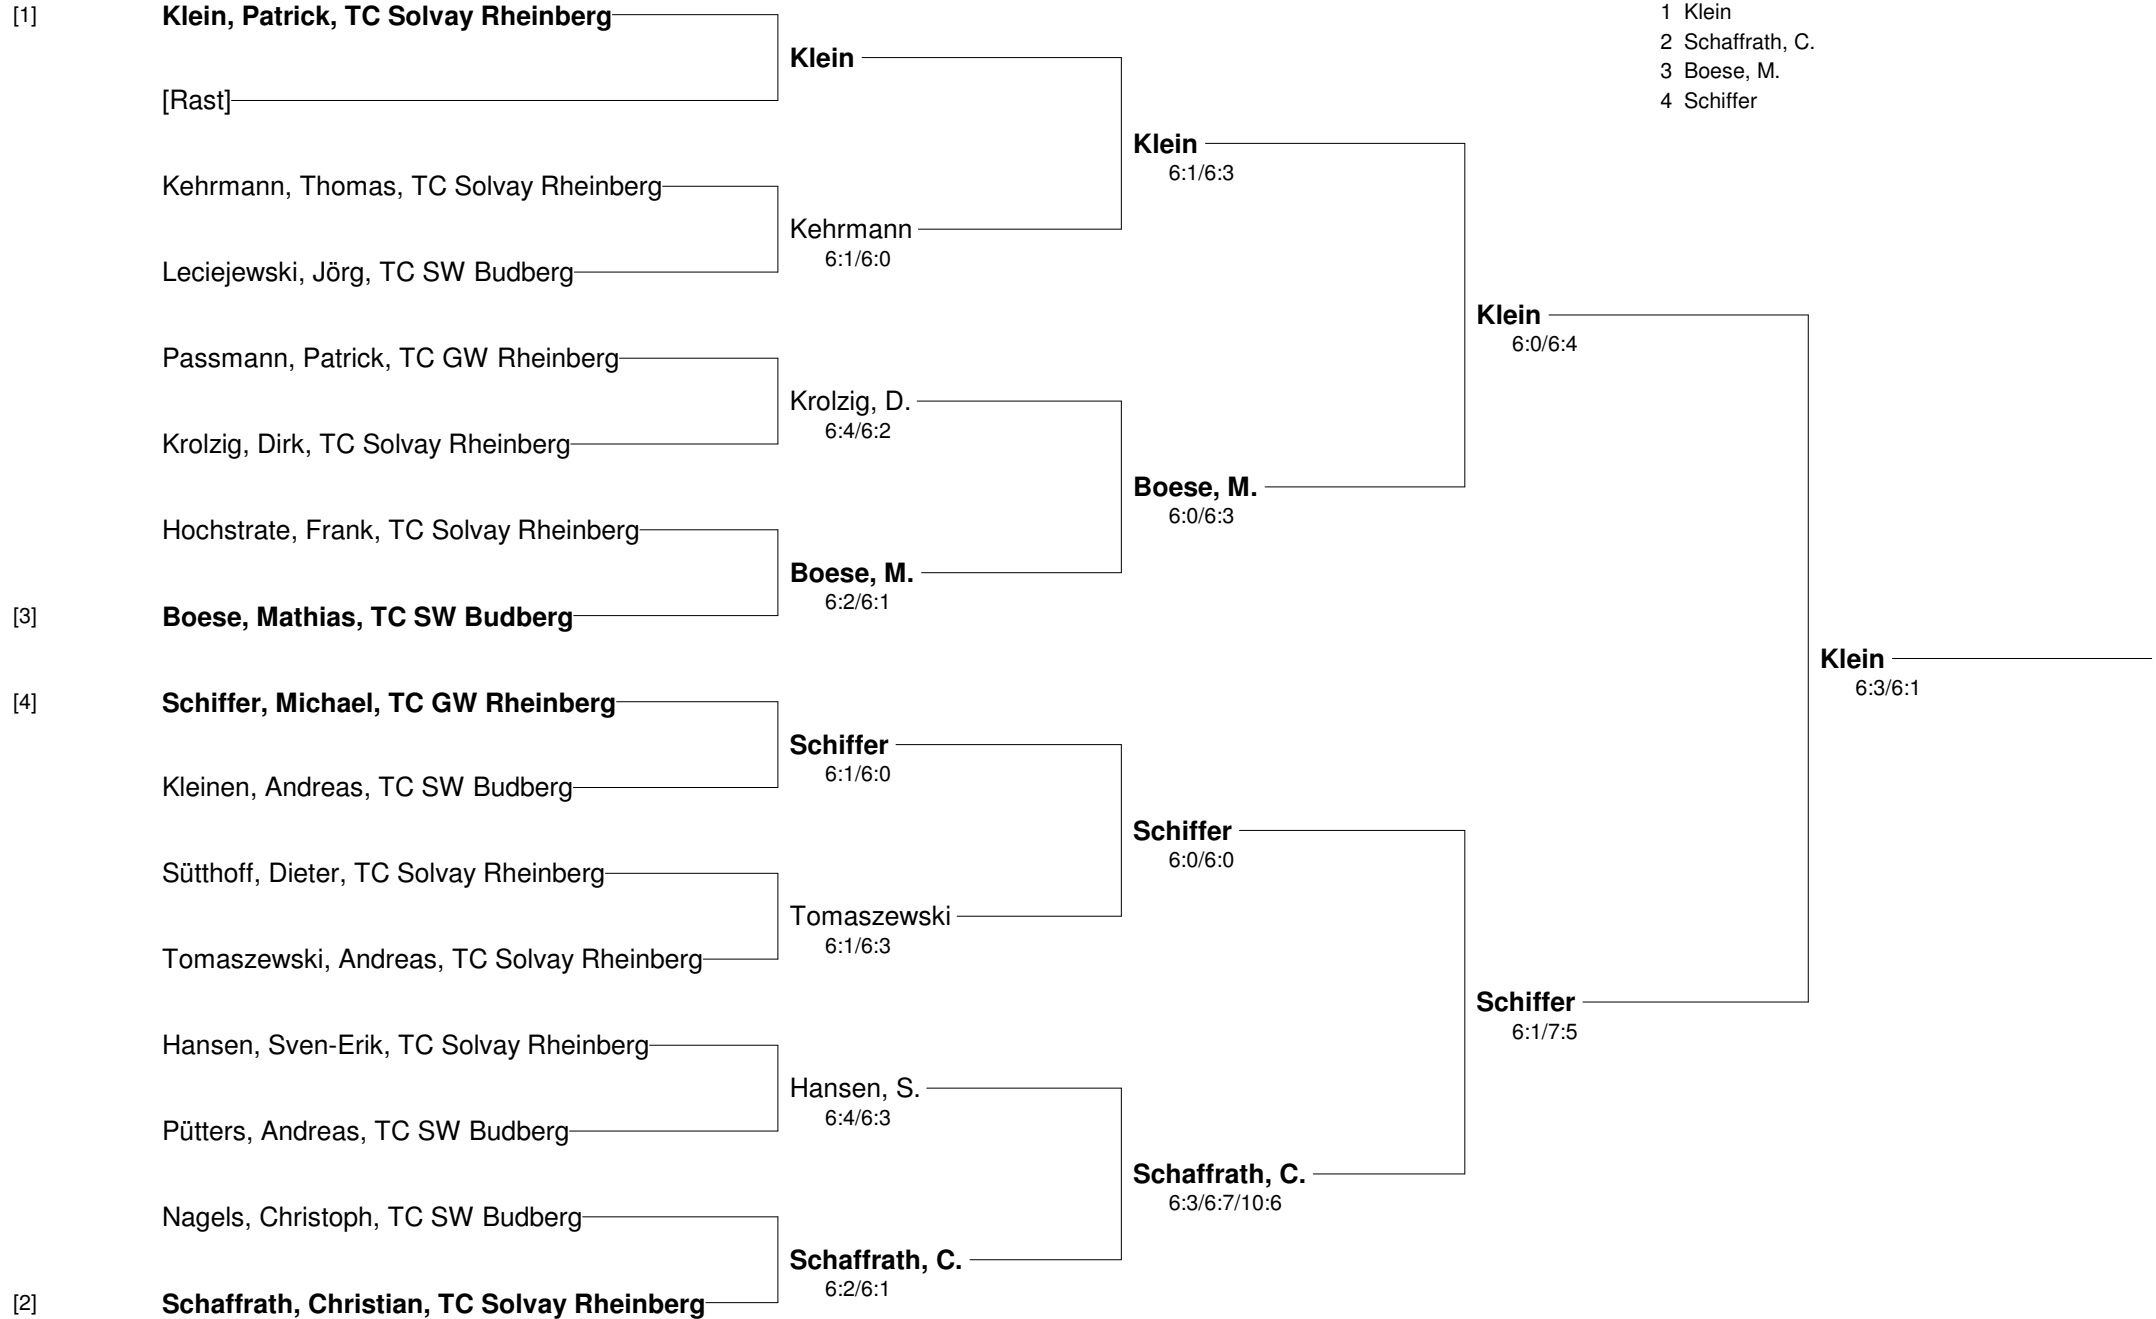 [1] Klein, Patrick, TC Solvay Rheinberg
[Rast]
Kehrmann, Thomas, TC Solvay Rheinberg
Leciejewski, Jörg, TC SW Budberg
Passmann, Patrick, TC GW Rheinberg
Krolzig, Dirk, TC Solvay Rheinberg
Hochstrate, Frank, TC Solvay Rheinberg
[3] Boese, Mathias, TC SW Budberg
[4] Schiffer, Michael, TC GW Rheinberg
Kleinen, Andreas, TC SW Budberg
Sütthoff, Dieter, TC Solvay Rheinberg
Tomaszewski, Andreas, TC Solvay Rheinberg
Hansen, Sven-Erik, TC Solvay Rheinberg
Pütters, Andreas, TC SW Budberg
Nagels, Christoph, TC SW Budberg
[2] Schaffrath, Christian, TC Solvay Rheinberg
Klein
Kehrmann
6:1/6:0
Krolzig, D.
6:4/6:2
Boese, M.
6:2/6:1
Schiffer
6:1/6:0
Tomaszewski
6:1/6:3
Hansen, S.
6:4/6:3
Schaffrath, C.
6:2/6:1
Klein
6:1/6:3
Boese, M.
6:0/6:3
Schiffer
6:0/6:0
Schaffrath, C.
6:3/6:7/10:6
Klein
6:0/6:4
Schiffer
6:1/7:5
Klein
6:3/6:1
1 Klein
2 Schaffrath, C.
3 Boese, M.
4 Schiffer